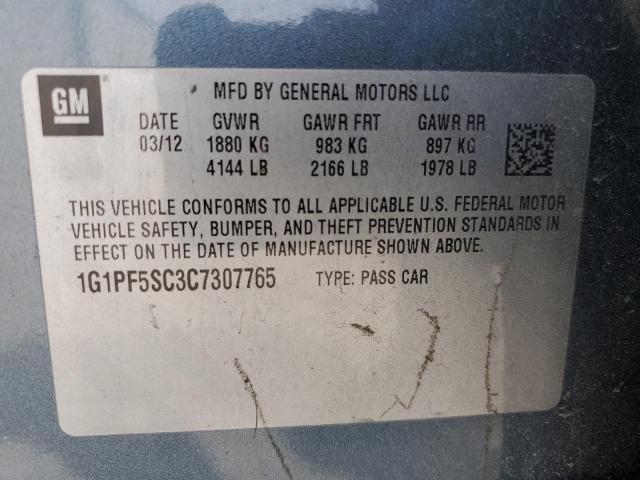 GM
MFD BY GENERAL MOTORS LLC
DATE GVWR GAWR FRT GAWR RR
03/12 1880 KG 983 KG 897 KG
4144 LB 2166 LB 1978 LB
THIS VEHICLE CONFORMS TO ALL APPLICABLE U.S. FEDERAL MOTOR
VEHICLE SAFETY, BUMPER, AND THEFT PREVENTION STANDARDS IN
EFFECT ON THE DATE OF MANUFACTURE SHOWN ABOVE.
1G1PF5SC3C7307765 TYPE: PASS CAR